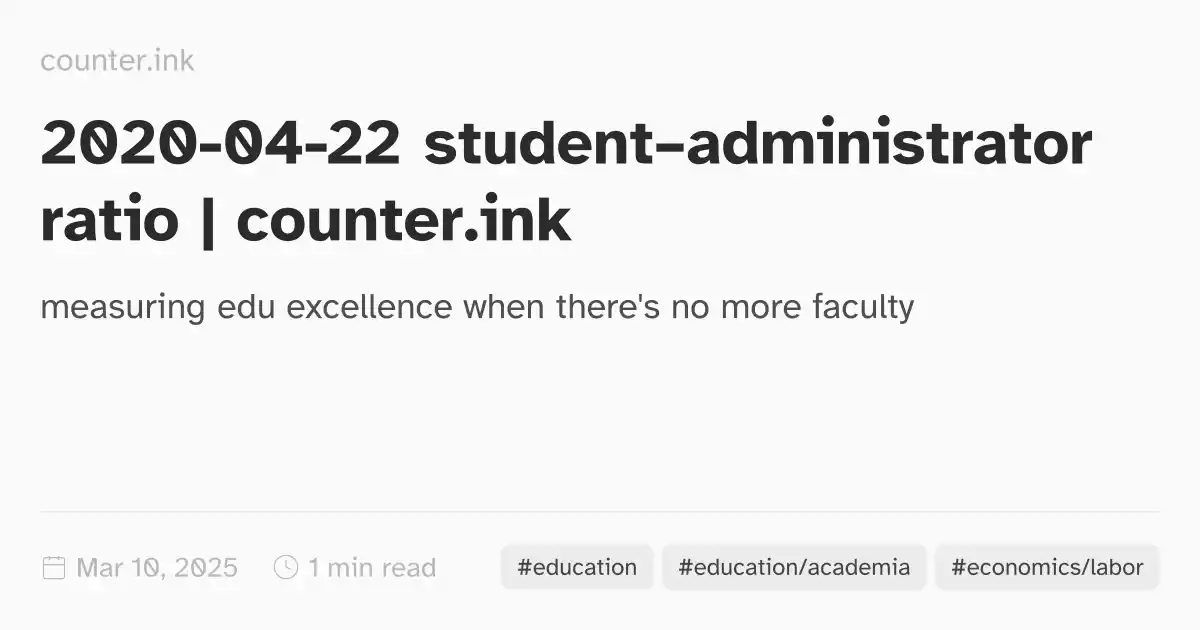 counter.ink
2020-04-22 student–administrator
ratio | counter.ink
measuring edu excellence when there's no more faculty
Mar 10, 2025 1 min read #education #education/academia #economics/labor